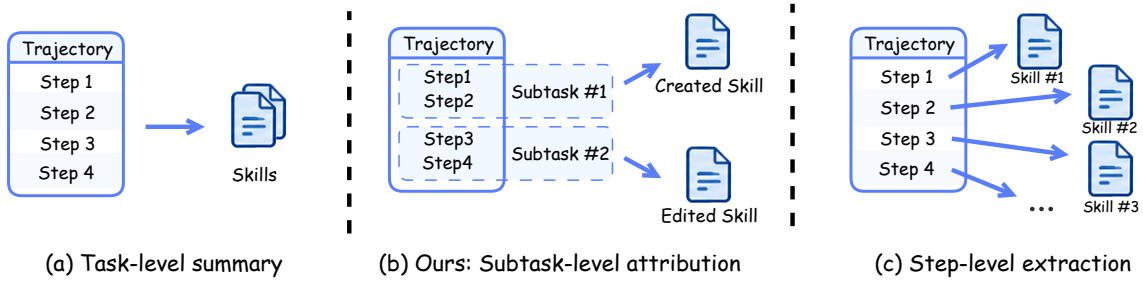 Trajectory
Step 1
Step 2
Step 3
Step 4
Skills
(a) Task-level summary
Trajectory
Step1
Step2
Subtask #1
Step3
Step4
Subtask #2
Created Skill
Edited Skill
(b) Ours: Subtask-level attribution
Trajectory
Step 1
Step 2
Step 3
Step 4
Skill #1
Skill #2
Skill #3
...
(c) Step-level extraction